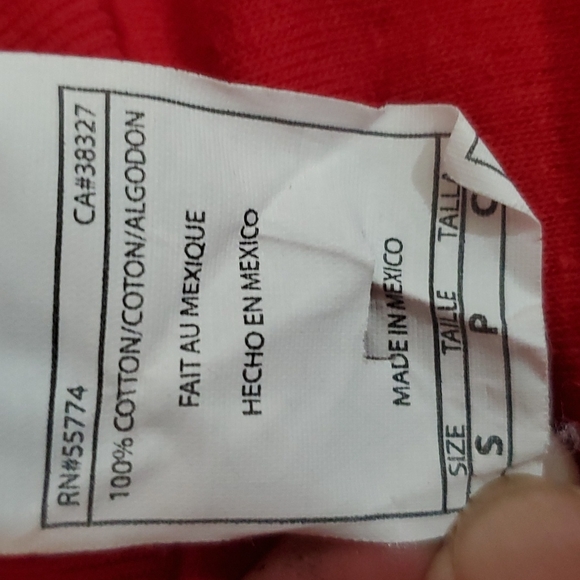 RN#55774 CA#38327
100% COTTON/COTON/ALGODON
FAIT AU MEXIQUE
HECHO EN MEXICO
MADE IN MEXICO
SIZE TAILLE TALLA
S P C